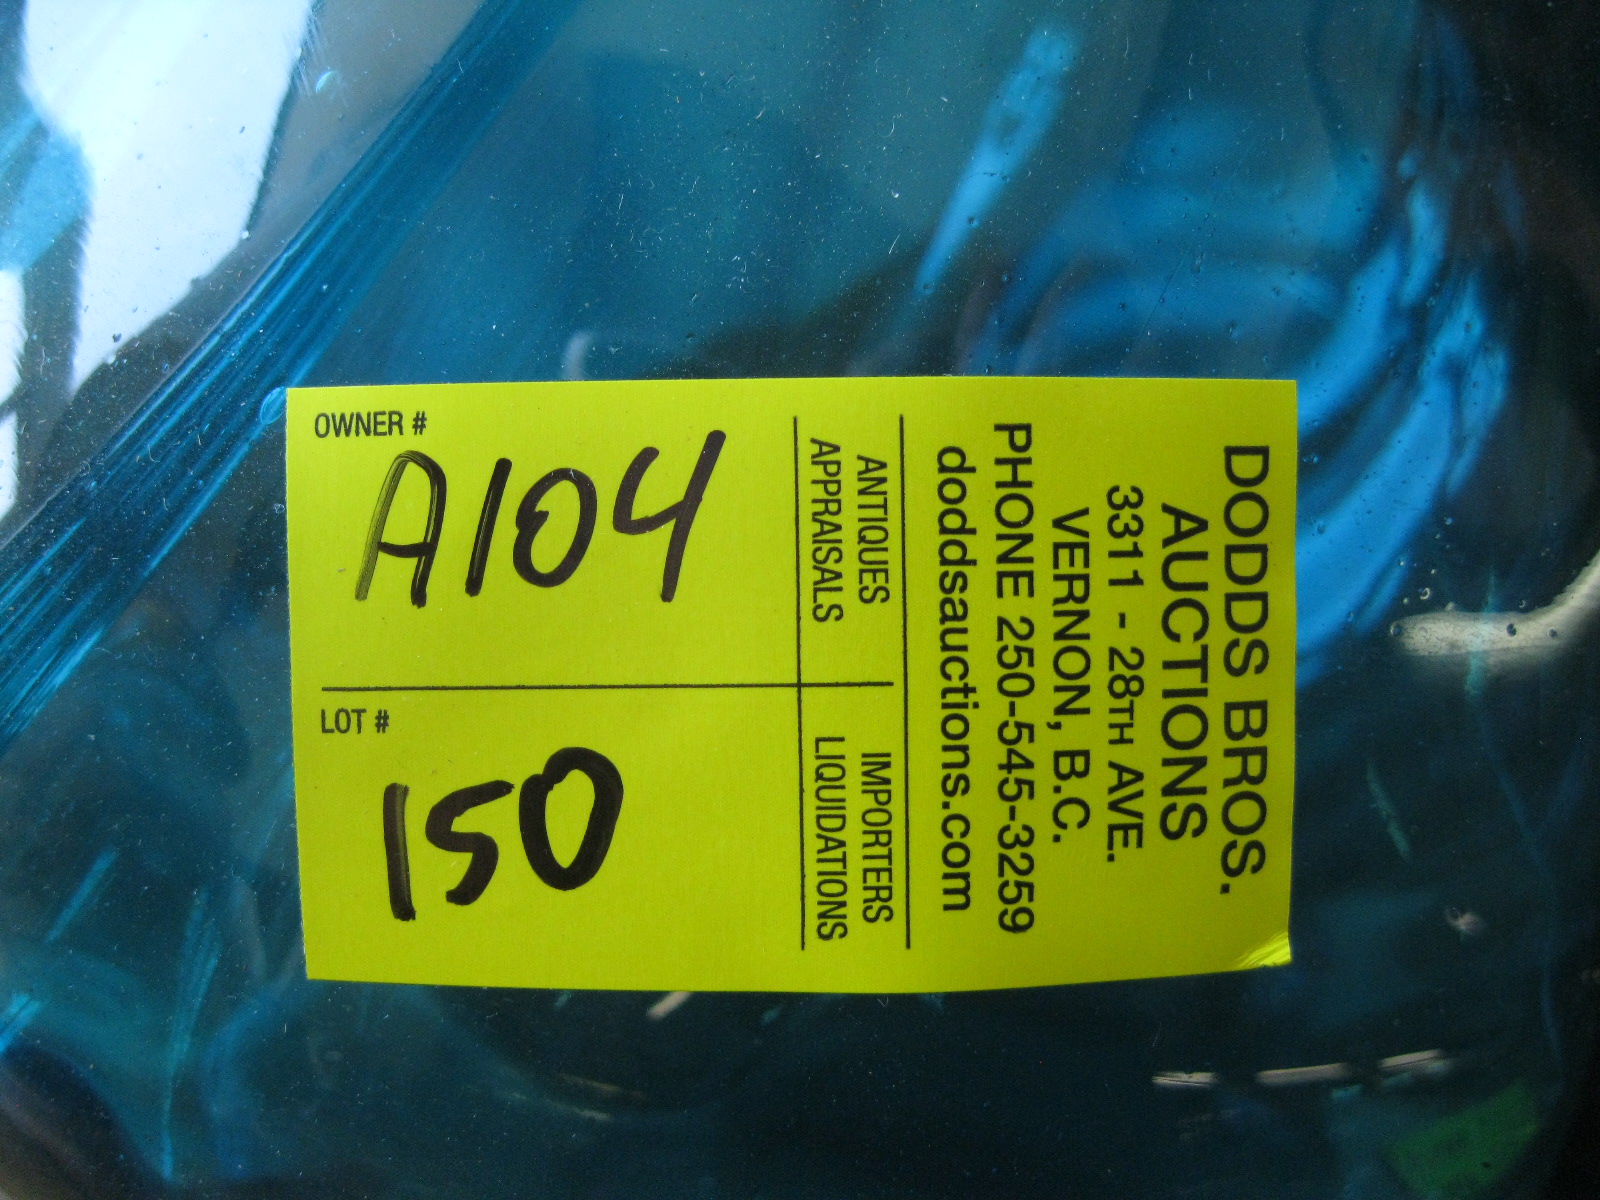 DODDS BROS.
AUCTIONS
3311 - 28TH AVE.
VERNON, B.C.
PHONE 250-545-3259
doddsauctions.com
ANTIQUES
APPRAISALS
IMPORTERS
LIQUIDATIONS
OWNER #
A104
LOT #
150